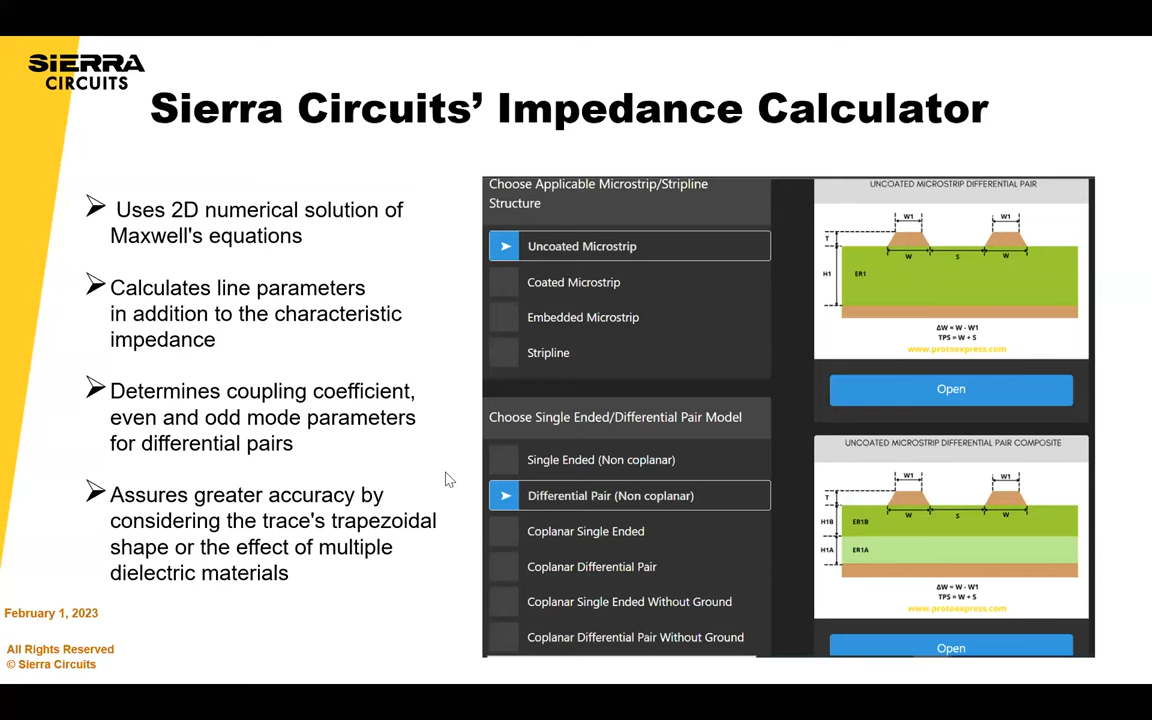 SIERRA
CIRCUITS
Sierra Circuits’ Impedance Calculator
Uses 2D numerical solution of
Maxwell's equations
Calculates line parameters
in addition to the characteristic
impedance
Determines coupling coefficient,
even and odd mode parameters
for differential pairs
Assures greater accuracy by
considering the trace's trapezoidal
shape or the effect of multiple
dielectric materials
February 1, 2023
All Rights Reserved
© Sierra Circuits
Choose Applicable Microstrip/Stripline
Structure
Uncoated Microstrip
Coated Microstrip
Embedded Microstrip
Stripline
Choose Single Ended/Differential Pair Model
Single Ended (Non coplanar)
Differential Pair (Non coplanar)
Coplanar Single Ended
Coplanar Differential Pair
Coplanar Single Ended Without Ground
Coplanar Differential Pair Without Ground
UNCOATED MICROSTRIP DIFFERENTIAL PAIR
W1 W1
T
W S W
H1 ER1
ΔW = W - W1
TPS = W + S
www.protoexpress.com
Open
UNCOATED MICROSTRIP DIFFERENTIAL PAIR COMPOSITE
W1 W1
T
W S W
H1B ER1B
H1A ER1A
ΔW = W - W1
TPS = W + S
www.protoexpress.com
Open